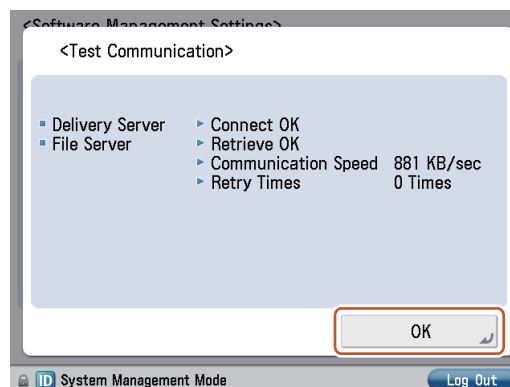 <Software Management Settings>
<Test Communication>
Delivery Server ► Connect OK
File Server ► Retrieve OK
► Communication Speed 881 KB/sec
► Retry Times 0 Times
OK
ID System Management Mode Log Out